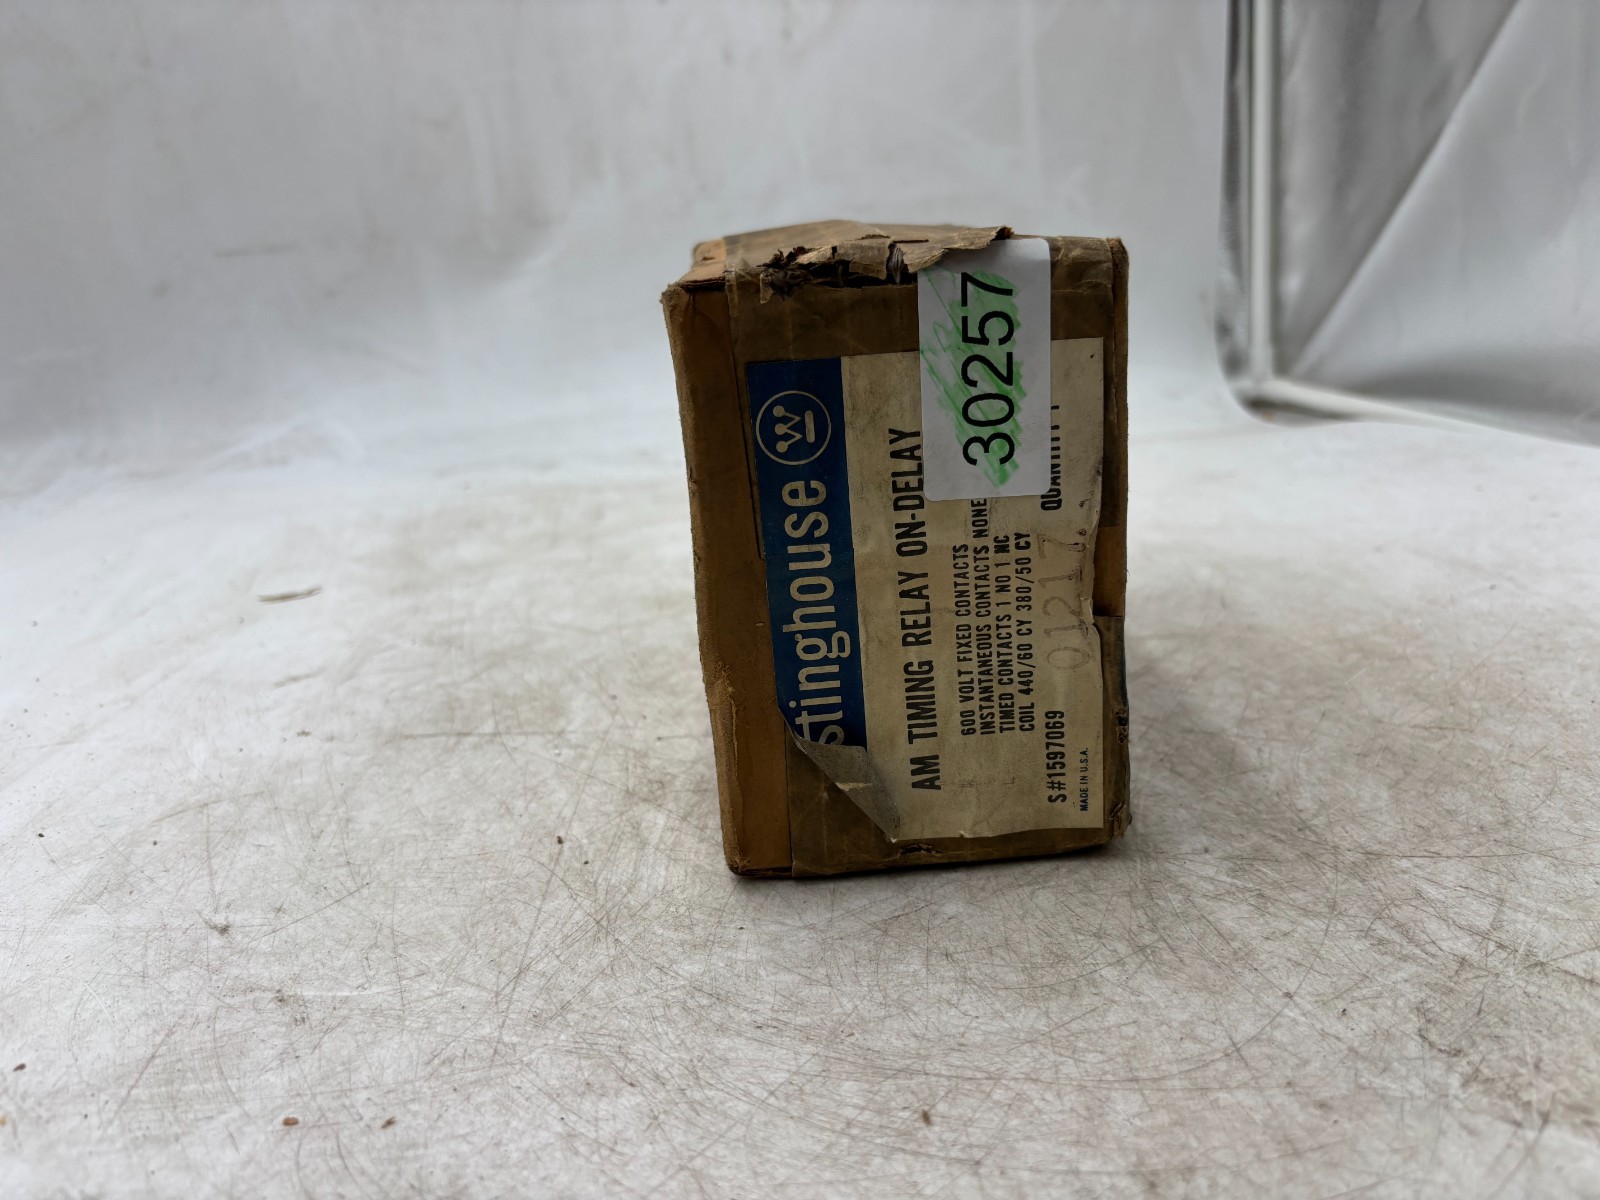 30257
stinghouse W
AM TIMING RELAY ON-DELAY
600 VOLT FIXED CONTACTS
INSTANTANEOUS CONTACTS NONE
TIMED CONTACTS 1 NO 1 NC
COIL 440/60 CY 380/50 CY
S#1597069
QUANTITY 1
MADE IN U.S.A.
01217